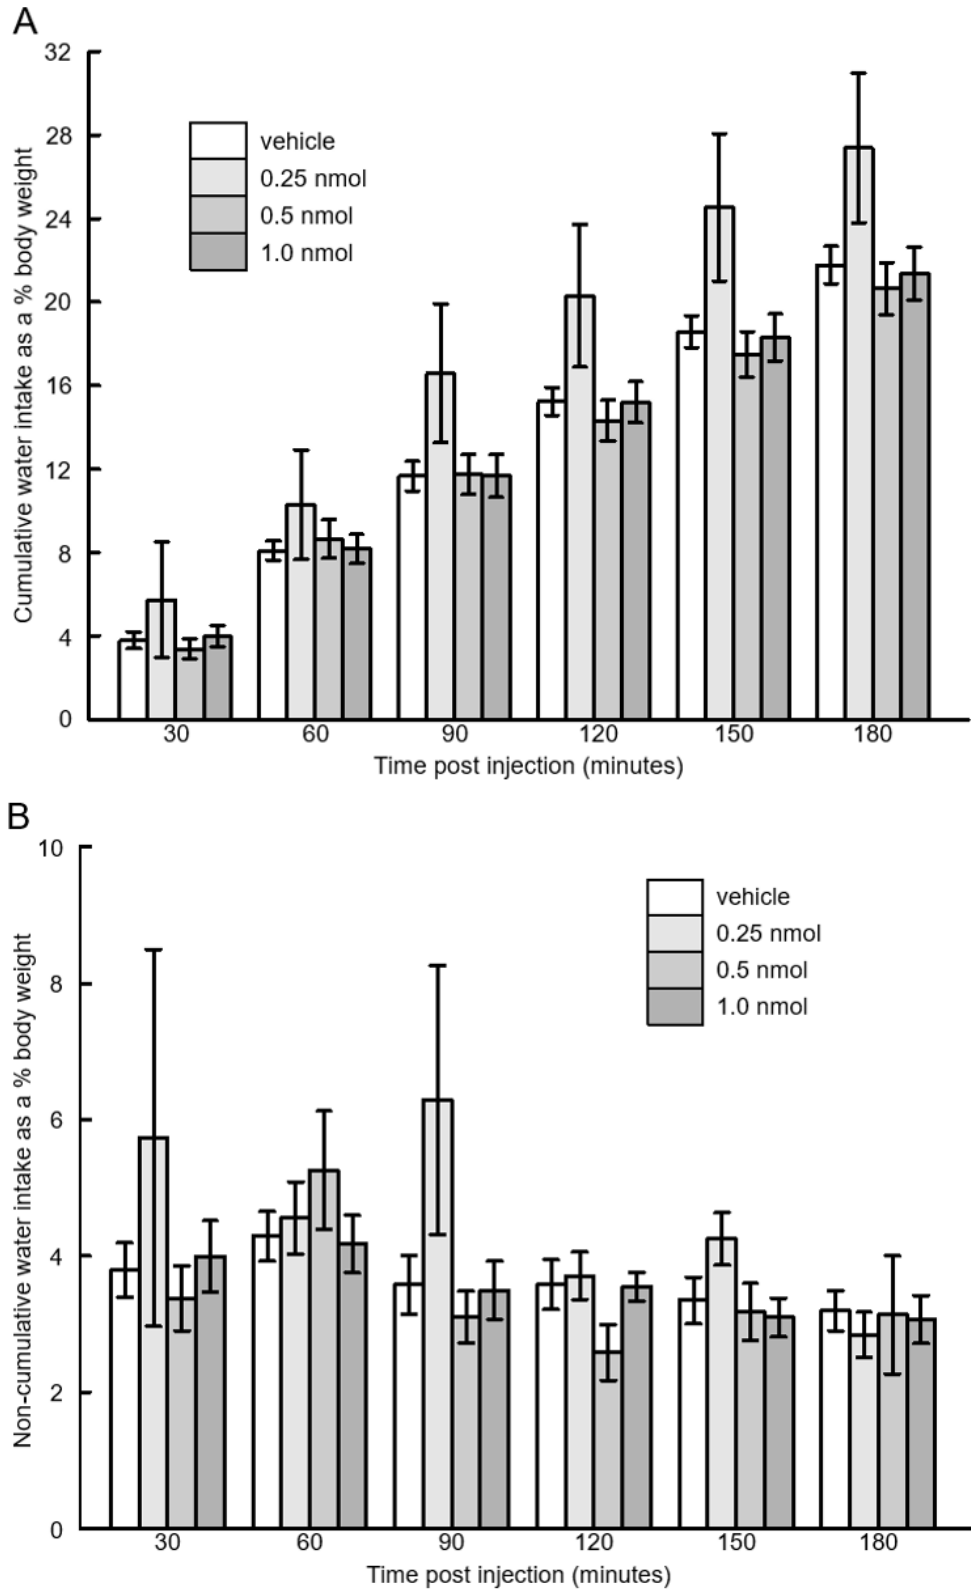 A
32
28
24
20
16
12
8
4
0
Cumulative water intake as a % body weight
vehicle
0.25 nmol
0.5 nmol
1.0 nmol
30 60 90 120 150 180
Time post injection (minutes)
B
10
8
6
4
2
0
Non-cumulative water intake as a % body weight
vehicle
0.25 nmol
0.5 nmol
1.0 nmol
30 60 90 120 150 180
Time post injection (minutes)